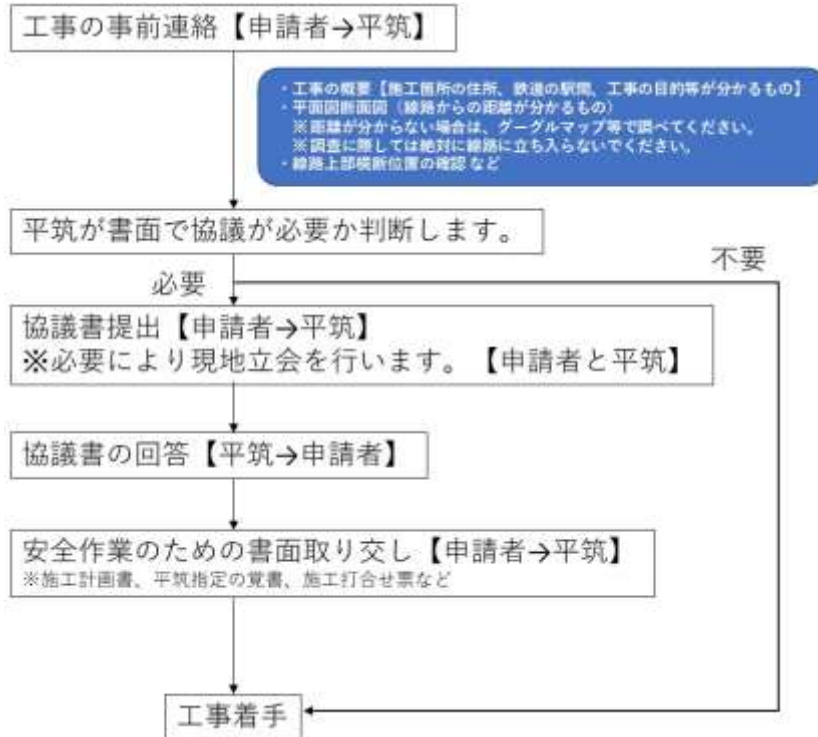 工事の事前連絡【申請者→平筑】
・工事の概要【施工箇所の住所、鉄道の駅間、工事の目的等が分かるもの】
・平面図断面図（線路からの距離が分かるもの）
※距離が分からない場合は、グーグルマップ等で調べてください。
※調査に際しては絶対に線路に立ち入らないでください。
・線路上部横断位置の確認 など
平筑が書面で協議が必要か判断します。
不要
必要
協議書提出【申請者→平筑】
※必要により現地立会を行います。【申請者と平筑】
協議書の回答【平筑→申請者】
安全作業のための書面取り交し【申請者→平筑】
※施工計画書、平筑指定の覚書、施工打合せ票など
工事着手